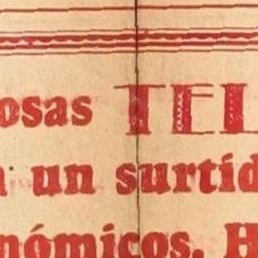 osas TEL
un surtid
nómicos. H